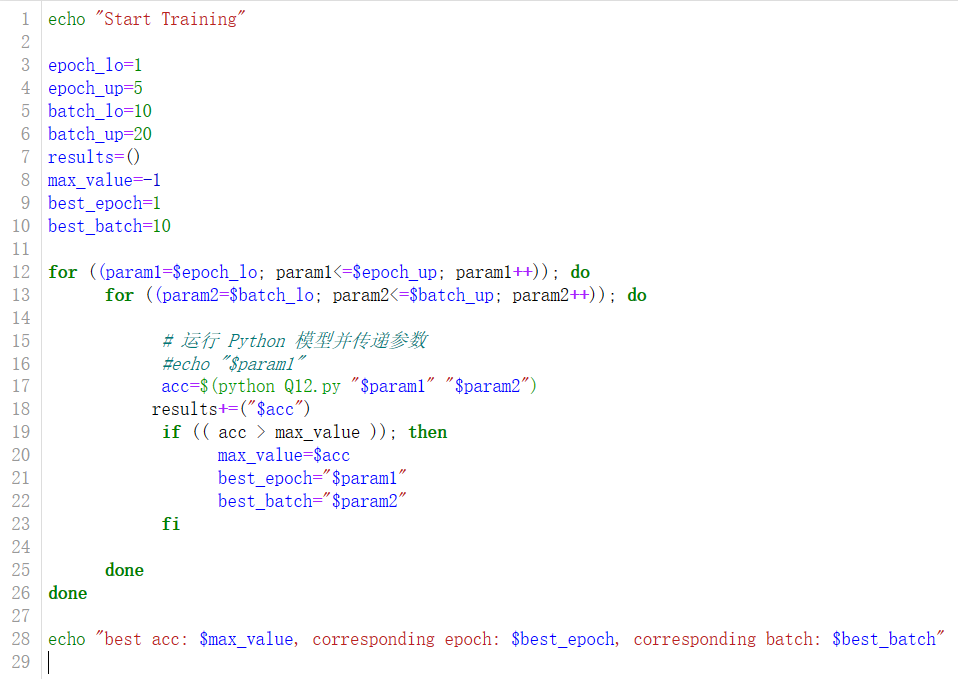 1 echo "Start Training"
2
3 epoch_lo=1
4 epoch_up=5
5 batch_lo=10
6 batch_up=20
7 results=()
8 max_value=-1
9 best_epoch=1
10 best_batch=10
11
12 for ((param1=$epoch_lo; param1<=$epoch_up; param1++)); do
13 for ((param2=$batch_lo; param2<=$batch_up; param2++)); do
14
15 # 运行 Python 模型并传递参数
16 #echo "$param1"
17 acc=$(python Q12.py "$param1" "$param2")
18 results+=("$acc")
19 if (( acc > max_value )); then
20 max_value=$acc
21 best_epoch="$param1"
22 best_batch="$param2"
23 fi
24
25 done
26 done
27
28 echo "best acc: $max_value, corresponding epoch: $best_epoch, corresponding batch: $best_batch"
29